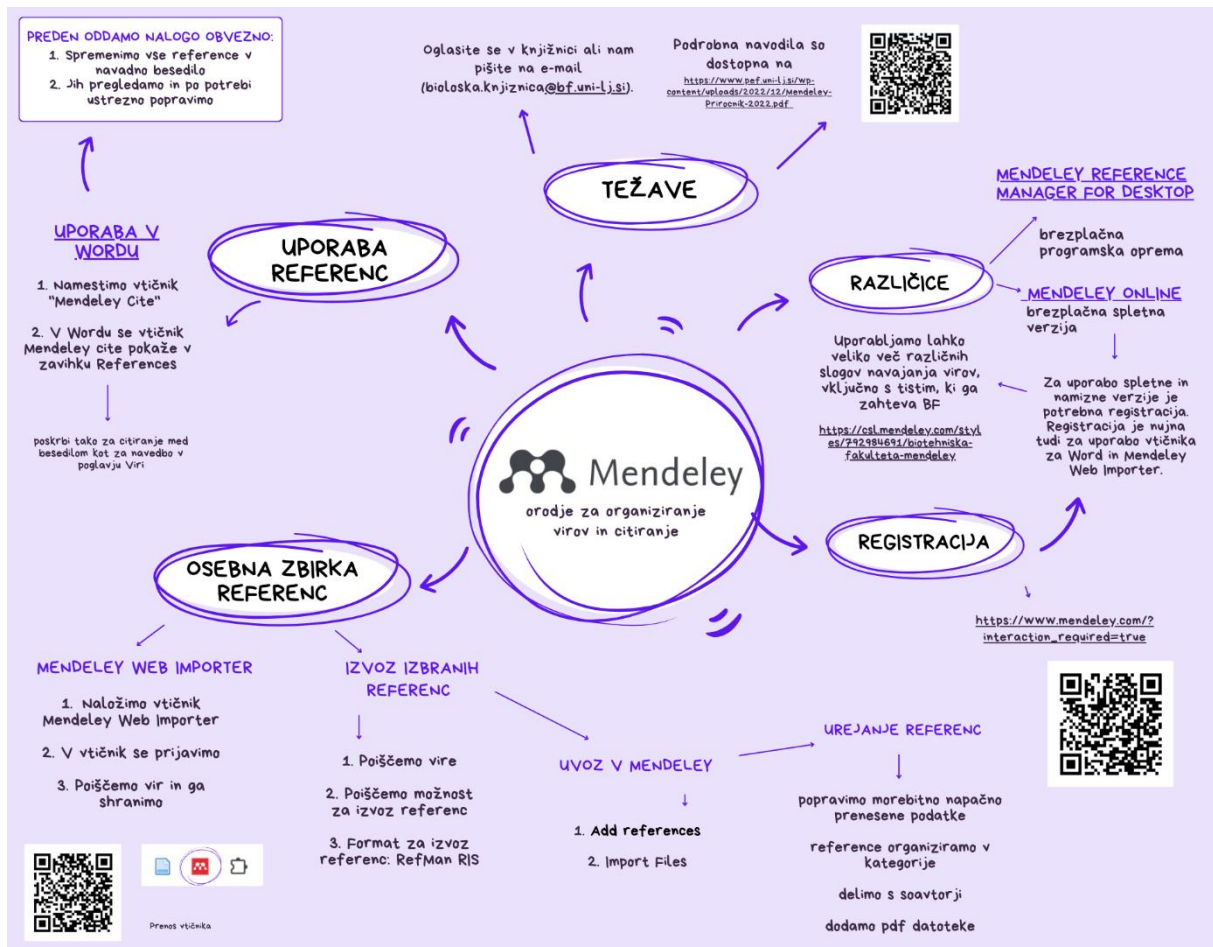 PREDEN ODDAMO NALOGO OBVEZNO:
1. Spremenimo vse reference v
navadno besedilo
2. Jih pregledamo in po potrebi
ustrezno popravimo
Oglasite se v knjižnici ali nam
pišite na e-mail
(bioloska.knjiznica@bf.uni-lj.si).
Podrobna navodila so
dostopna na
https://www.pef.uni-lj.si/wp-
content/uploads/2022/12/Mendeley-
Prirocnik-2022.pdf
TEŽAVE
UPORABA
REFERENC
UPORABA V
WORDU
1. Namestimo vtičnik
"Mendeley Cite"
2. V Wordu se vtičnik
Mendeley cite pokaže v
zavihku References
poskrbi tako za citiranje med
besedilom kot za navedbo v
poglavju Viri
MENDELEY REFERENCE
MANAGER FOR DESKTOP
brezplačna
programska oprema
RAZLIČICE
MENDELEY ONLINE
brezplačna spletna
verzija
Uporabljamo lahko
veliko več različnih
slogov navajanja virov,
vključno s tistim, ki ga
zahteva BF
https://csl.mendeley.com/styl
es/792984691/biotehniska-
fakulteta-mendeley
Za uporabo spletne in
namizne verzije je
potrebna registracija.
Registracija je nujna
tudi za uporabo vtičnika
za Word in Mendeley
Web Importer.
Mendeley
orodje za organiziranje
virov in citiranje
REGISTRACIJA
https://www.mendeley.com/?
interaction_required=true
OSEBNA ZBIRKA
REFERENC
MENDELEY WEB IMPORTER
1. Naložimo vtičnik
Mendeley Web Importer
2. V vtičnik se prijavimo
3. Poiščemo vir in ga
shranimo
Prenos vtičnika
IZVOZ IZBRANIH
REFERENC
1. Poiščemo vire
2. Poiščemo možnost
za izvoz referenc
3. Format za izvoz
referenc: RefMan RIS
UVOZ V MENDELEY
1. Add references
2. Import Files
UREJANJE REFERENC
popravimo morebitno napačno
prenesene podatke
reference organiziramo v
kategorije
delimo s soavtorji
dodamo pdf datoteke